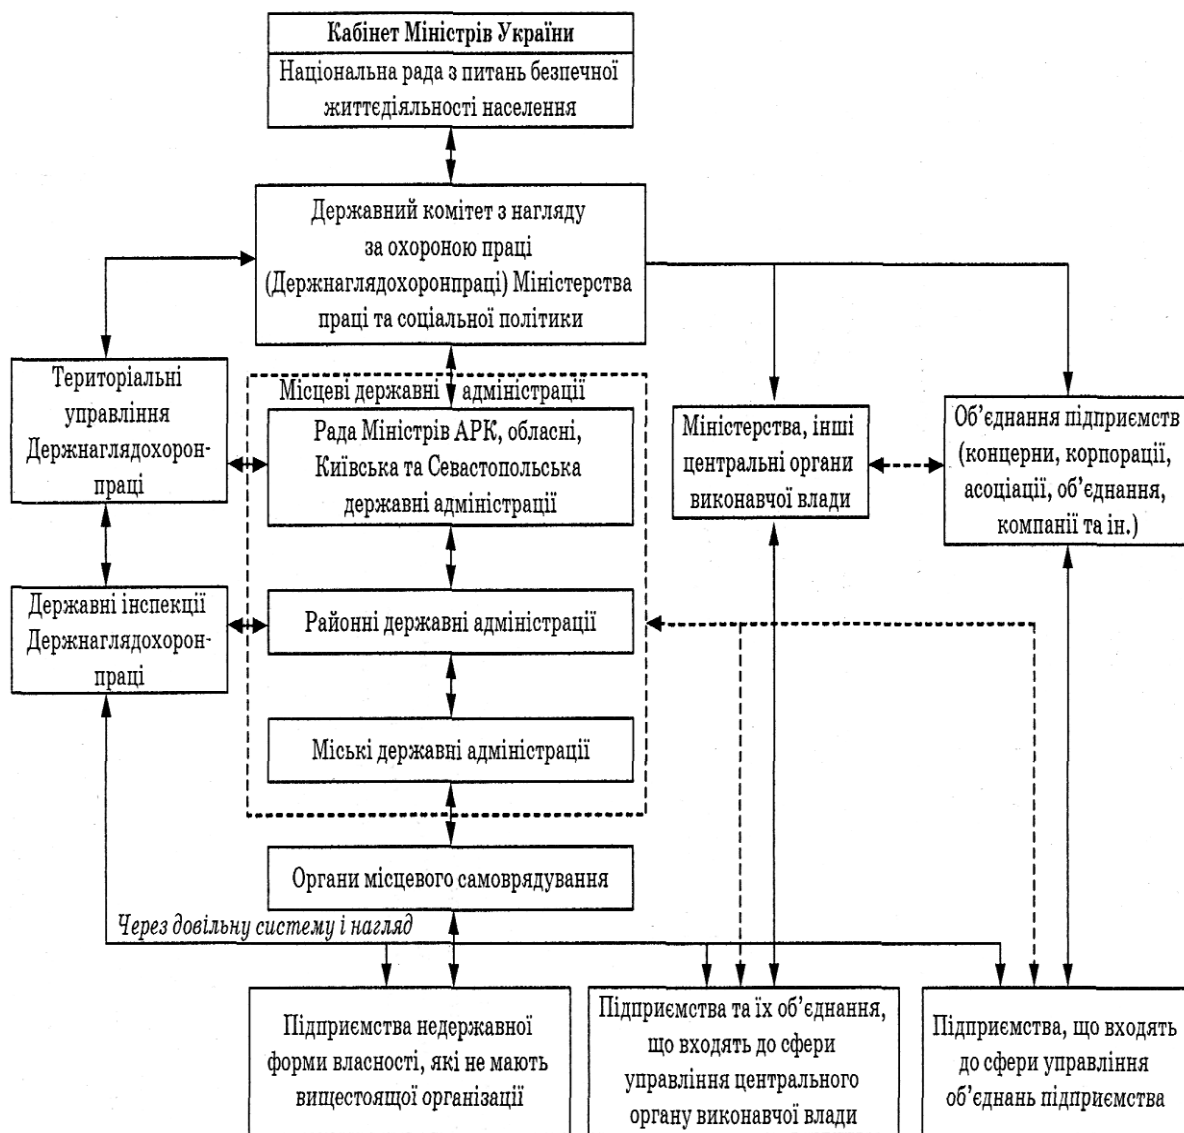 Кабінет Міністрів України
Національна рада з питань безпечної
життєдіяльності населення
Державний комітет з нагляду
за охороною праці
(Держнаглядохоронпраці) Міністерства
праці та соціальної політики
Територіальні
управління
Держнаглядохорон-
праці
Місцеві державні адміністрації
Рада Міністрів АРК, обласні,
Київська та Севастопольська
державні адміністрації
Міністерства, інші
центральні органи
виконавчої влади
Об’єднання підприємств
(концерни, корпорації,
асоціації, об’єднання,
компанії та ін.)
Державні інспекції
Держнаглядохорон-
праці
Районні державні адміністрації
Міські державні адміністрації
Органи місцевого самоврядування
Через довільну систему і нагляд
Підприємства недержавної
форми власності, які не мають
вищестоящої організації
Підприємства та їх об’єднання,
що входять до сфери
управління центрального
органу виконавчої влади
Підприємства, що входять
до сфери управління
об’єднань підприємства